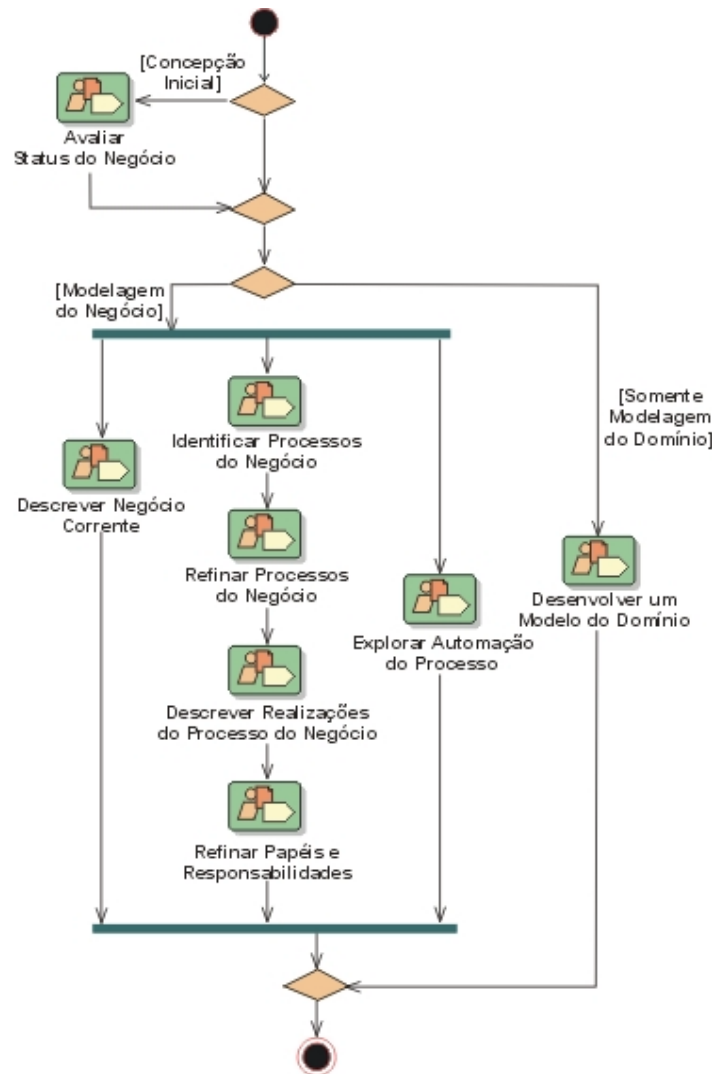 [Concepção
Inicial]
Avaliar
Status do Negócio
[Modelagem
do Negócio]
[Somente
Modelagem
do Domínio]
Identificar Processos
do Negócio
Descrever Negócio
Corrente
Refinar Processos
do Negócio
Desenvolver um
Modelo do Domínio
Explorar Automação
do Processo
Descrever Realizações
do Processo do Negócio
Refinar Papéis e
Responsabilidades